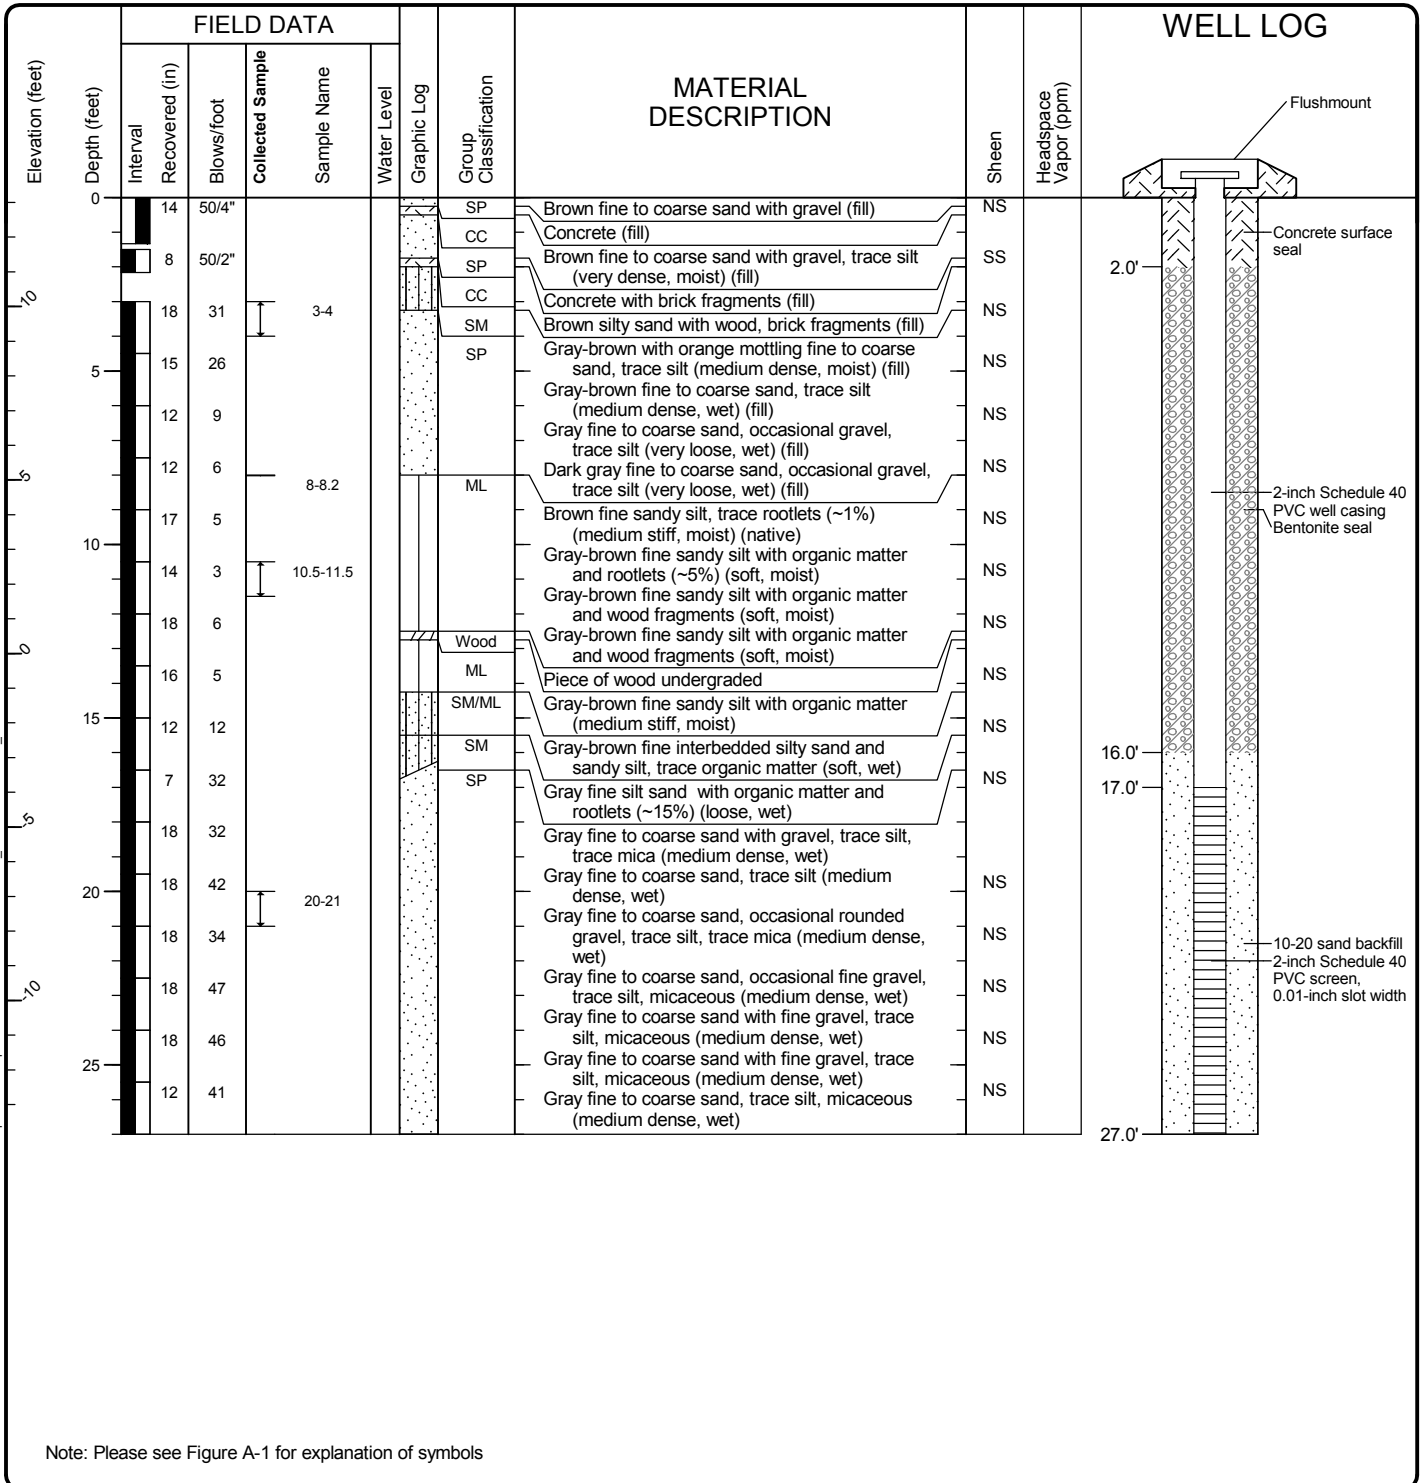 FIELD DATA
WELL LOG
Elevation (feet)
Depth (feet)
Interval
Recovered (in)
Blows/foot
Collected Sample
Sample Name
Water Level
Graphic Log
Group
Classification
MATERIAL
DESCRIPTION
Sheen
Headspace
Vapor (ppm)
Flushmount
0
14 50/4" SP Brown fine to coarse sand with gravel (fill) NS
CC Concrete (fill)
Concrete surface
seal
8 50/2" SP Brown fine to coarse sand with gravel, trace silt SS
(very dense, moist) (fill)
2.0'
10
CC Concrete with brick fragments (fill)
18 31 3-4 NS
SM Brown silty sand with wood, brick fragments (fill)
SP Gray-brown with orange mottling fine to coarse
sand, trace silt (medium dense, moist) (fill)
5 15 26 NS
Gray-brown fine to coarse sand, trace silt
(medium dense, wet) (fill)
12 9 NS
Gray fine to coarse sand, occasional gravel,
trace silt (very loose, wet) (fill)
12 6 NS
5
8-8.2 ML Dark gray fine to coarse sand, occasional gravel,
trace silt (very loose, wet) (fill)
2-inch Schedule 40
PVC well casing
Bentonite seal
17 5 Brown fine sandy silt, trace rootlets (~1%) NS
(medium stiff, moist) (native)
10
Gray-brown fine sandy silt with organic matter
and rootlets (~5%) (soft, moist)
14 3 10.5-11.5 NS
Gray-brown fine sandy silt with organic matter
and wood fragments (soft, moist)
18 6 NS
0
Wood Gray-brown fine sandy silt with organic matter
and wood fragments (soft, moist)
16 5 ML Piece of wood undergraded NS
SM/ML Gray-brown fine sandy silt with organic matter
(medium stiff, moist)
15 12 12 NS
SM Gray-brown fine interbedded silty sand and
sandy silt, trace organic matter (soft, wet)
16.0'
7 32 SP NS
17.0'
Gray fine silt sand with organic matter and
rootlets (~15%) (loose, wet)
-5
18 32 Gray fine to coarse sand with gravel, trace silt,
trace mica (medium dense, wet)
20 18 42 Gray fine to coarse sand, trace silt (medium NS
dense, wet)
20-21
Gray fine to coarse sand, occasional rounded
gravel, trace silt, trace mica (medium dense,
wet)
18 34 NS
10-20 sand backfill
2-inch Schedule 40
PVC screen,
0.01-inch slot width
-10
18 47 Gray fine to coarse sand, occasional fine gravel, NS
trace silt, micaceous (medium dense, wet)
Gray fine to coarse sand with fine gravel, trace
silt, micaceous (medium dense, wet)
18 46 NS
25
Gray fine to coarse sand with fine gravel, trace
silt, micaceous (medium dense, wet)
12 41 Gray fine to coarse sand, trace silt, micaceous NS
(medium dense, wet)
27.0'
Note: Please see Figure A-1 for explanation of symbols